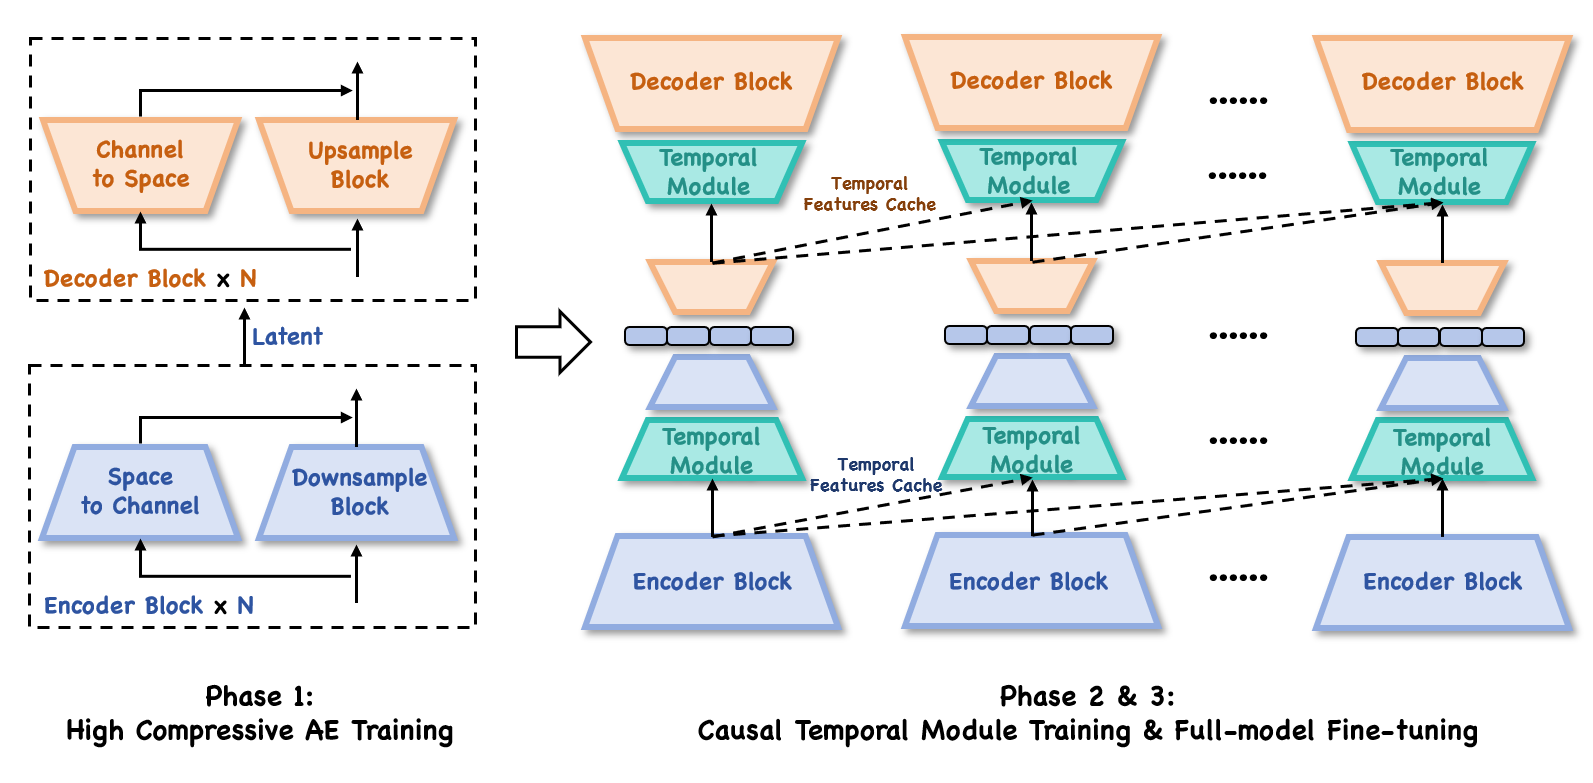 Channel
to Space
Upsample
Block
Decoder Block x N
Latent
Space
to Channel
Downsample
Block
Encoder Block x N
Phase 1:
High Compressive AE Training
Decoder Block
Decoder Block
......
Decoder Block
Temporal
Module
Temporal
Features Cache
Temporal
Module
......
Temporal
Module
......
Temporal
Module
Temporal
Features Cache
Temporal
Module
......
Temporal
Module
Encoder Block
Encoder Block
......
Encoder Block
Phase 2 & 3:
Causal Temporal Module Training & Full-model Fine-tuning